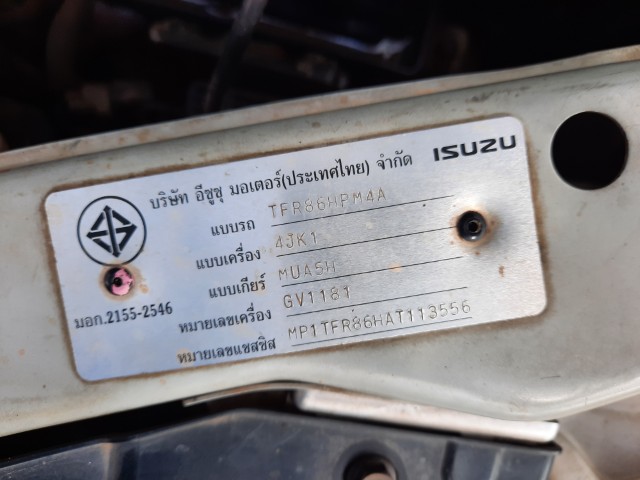 บริษัท อีซูซุ มอเตอร์(ประเทศไทย) จำกัด ISUZU
แบบรถ TFR86HPM4A
แบบเครื่อง 4JK1
แบบเกียร์ MUA5H
หมายเลขเครื่อง GV1181
หมายเลขแชสซิส MP1TFR86HAT113556
มอก.2155-2546